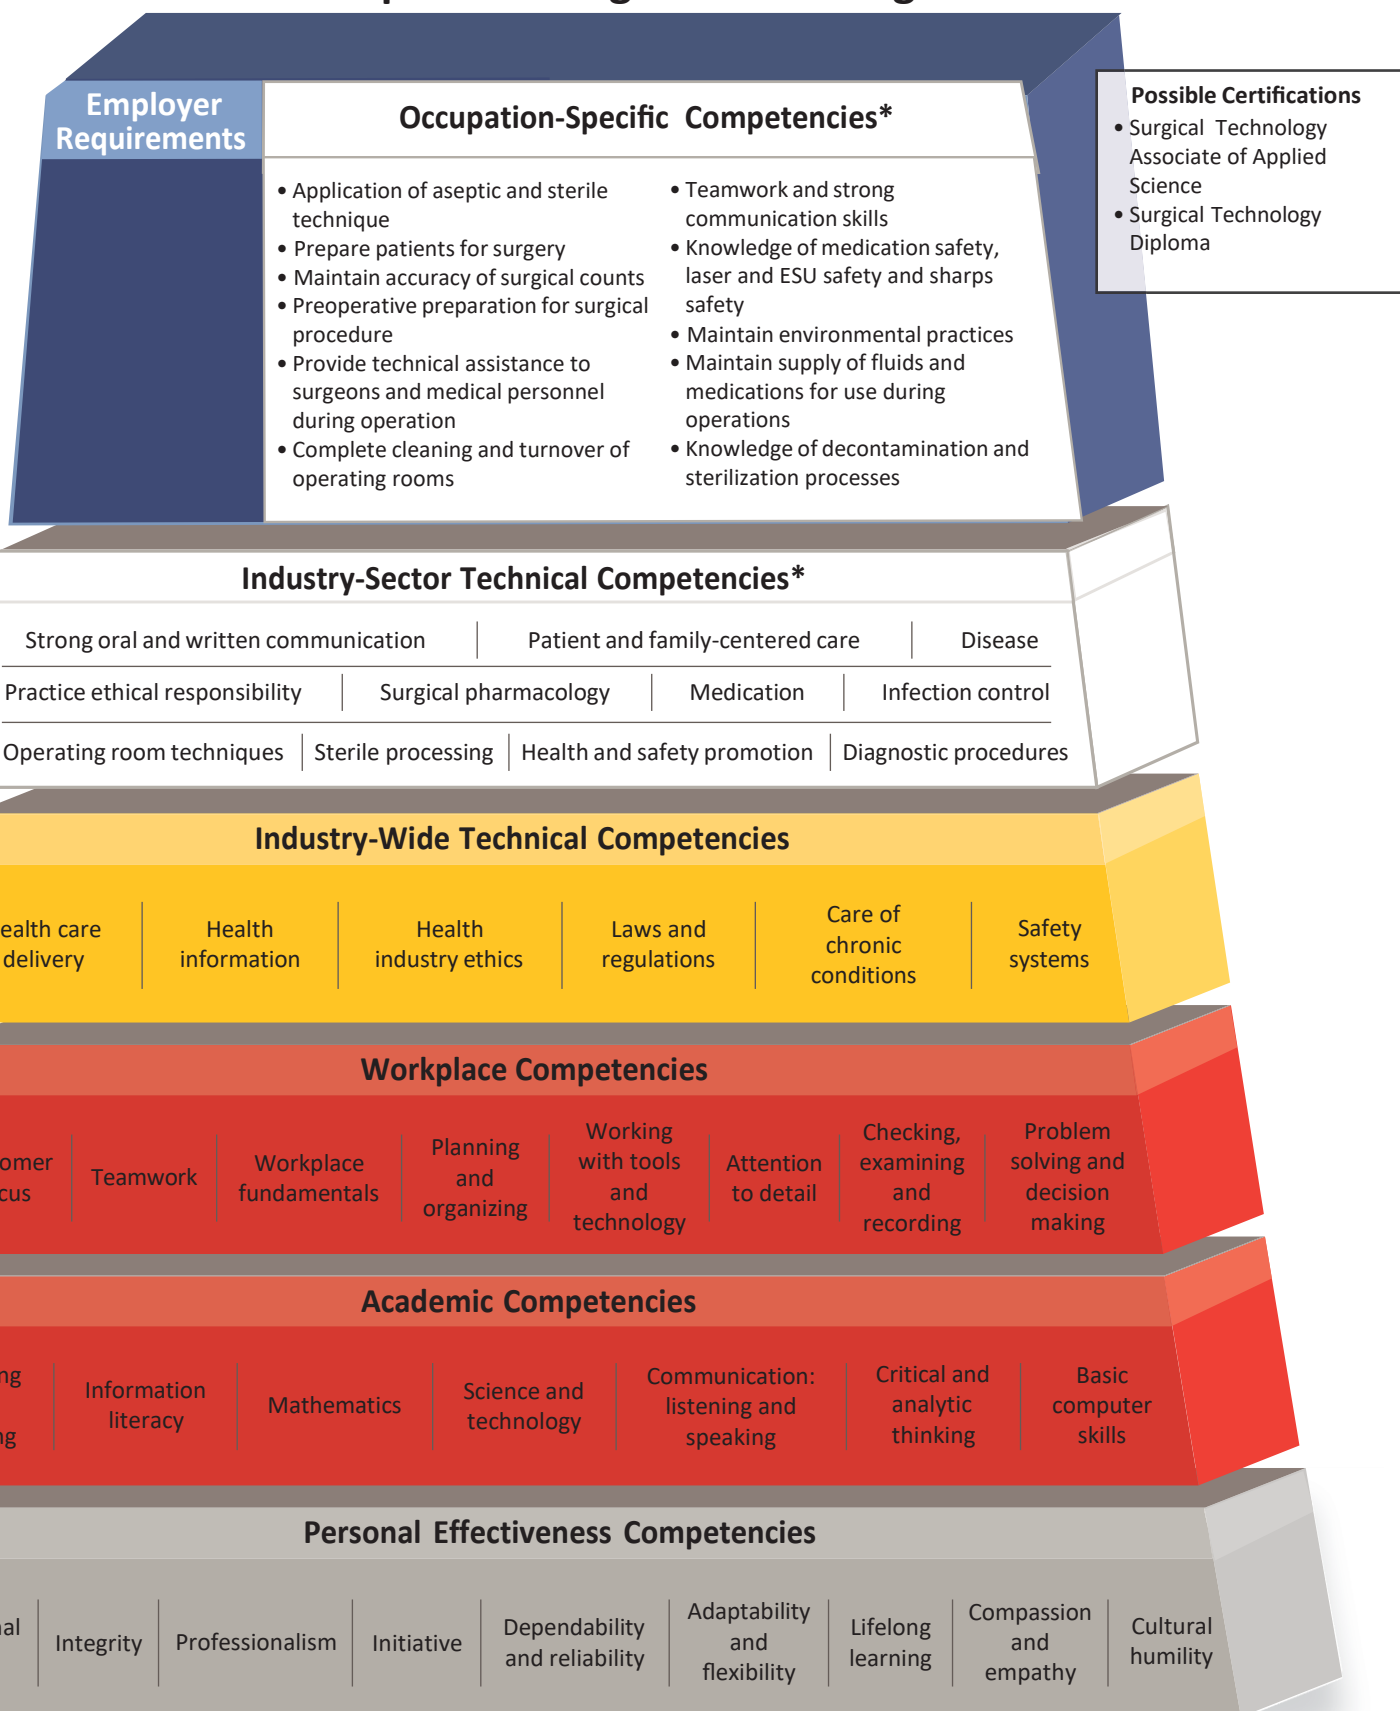 Employer
Requirements
Occupation-Specific Competencies*
• Application of aseptic and sterile
technique
• Prepare patients for surgery
• Maintain accuracy of surgical counts
• Preoperative preparation for surgical
procedure
• Provide technical assistance to
surgeons and medical personnel
during operation
• Complete cleaning and turnover of
operating rooms
• Teamwork and strong
communication skills
• Knowledge of medication safety,
laser and ESU safety and sharps
safety
• Maintain environmental practices
• Maintain supply of fluids and
medications for use during
operations
• Knowledge of decontamination and
sterilization processes
Possible Certifications
• Surgical Technology
Associate of Applied
Science
• Surgical Technology
Diploma
Industry-Sector Technical Competencies*
Strong oral and written communication
Patient and family-centered care
Disease
Practice ethical responsibility
Surgical pharmacology
Medication
Infection control
Operating room techniques
Sterile processing
Health and safety promotion
Diagnostic procedures
Industry-Wide Technical Competencies
ealth care
delivery
Health
information
Health
industry ethics
Laws and
regulations
Care of
chronic
conditions
Safety
systems
Workplace Competencies
omer
cus
Teamwork
Workplace
fundamentals
Planning
and
organizing
Working
with tools
and
technology
Attention
to detail
Checking,
examining
and
recording
Problem
solving and
decision
making
Academic Competencies
ng
ng
Information
literacy
Mathematics
Science and
technology
Communication:
listening and
speaking
Critical and
analytic
thinking
Basic
computer
skills
Personal Effectiveness Competencies
al
Integrity
Professionalism
Initiative
Dependability
and reliability
Adaptability
and
flexibility
Lifelong
learning
Compassion
and
empathy
Cultural
humility